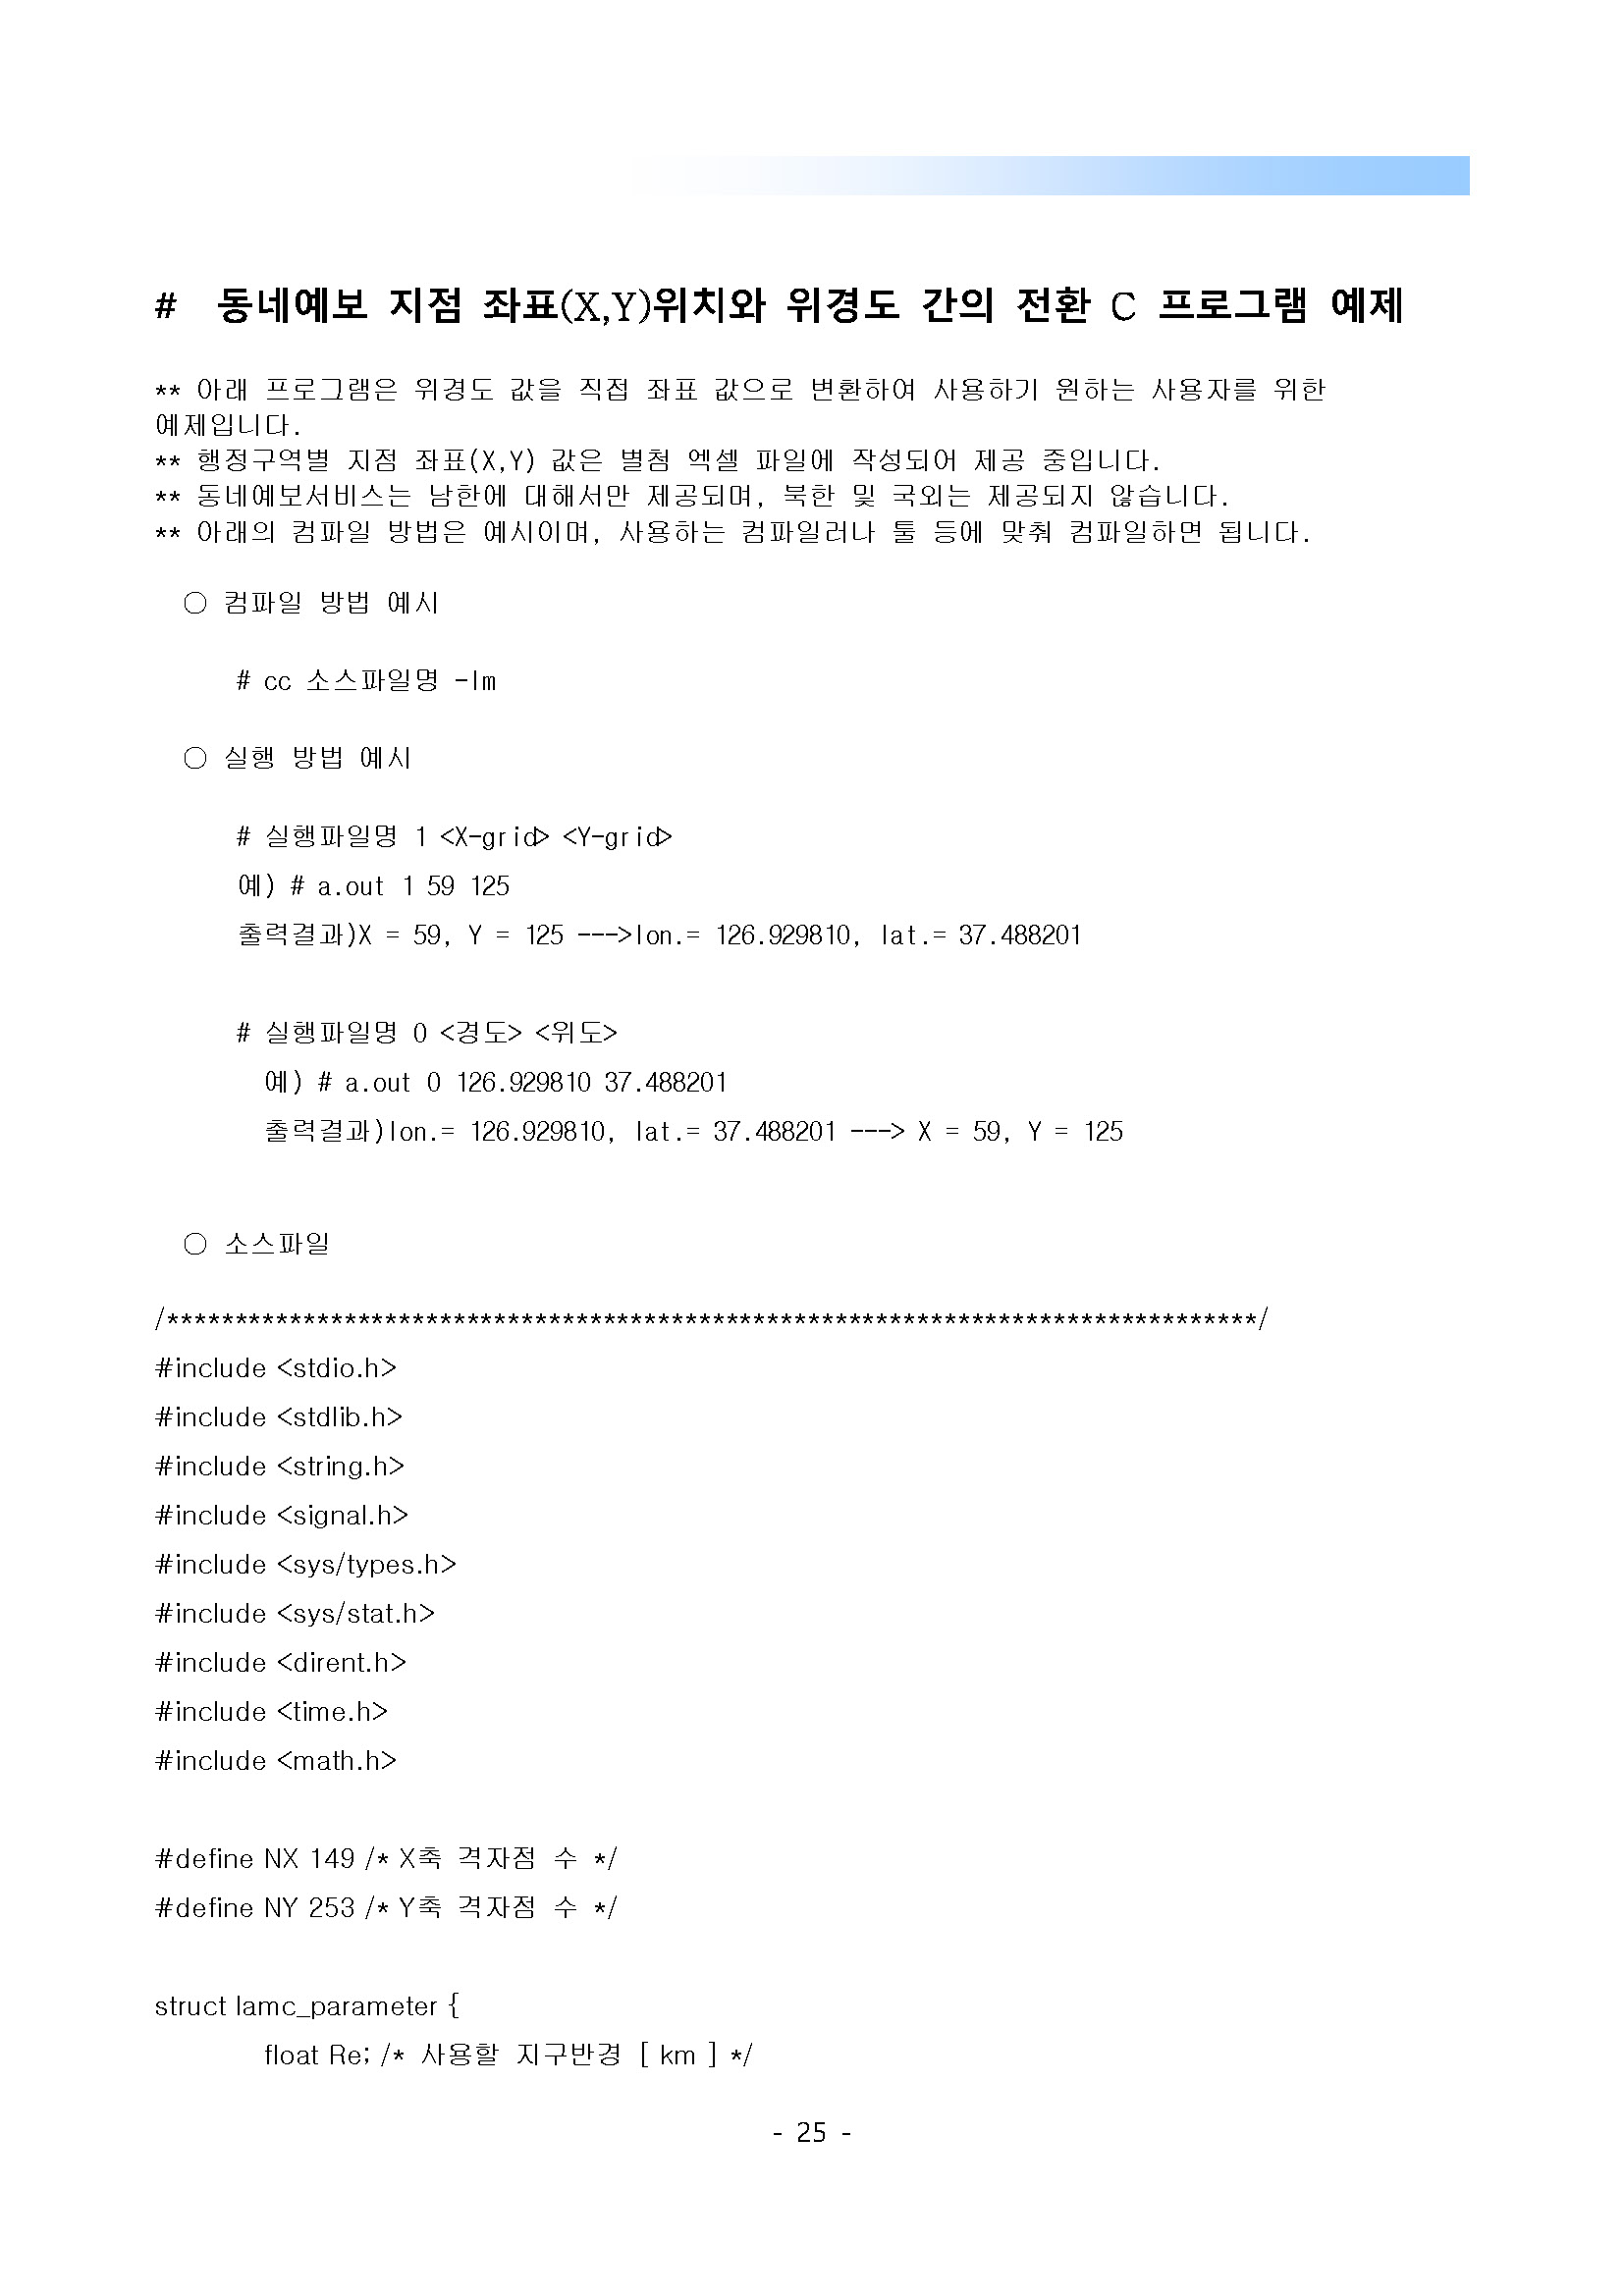 # 동네예보 지점 좌표(X,Y)위치와 위경도 간의 전환 C 프로그램 예제
** 아래 프로그램은 위경도 값을 직접 좌표 값으로 변환하여 사용하기 원하는 사용자를 위한
예제입니다.
** 행정구역별 지점 좌표(X,Y) 값은 별첨 엑셀 파일에 작성되어 제공 중입니다.
** 동네예보서비스는 남한에 대해서만 제공되며, 북한 및 국외는 제공되지 않습니다.
** 아래의 컴파일 방법은 예시이며, 사용하는 컴파일러나 툴 등에 맞춰 컴파일하면 됩니다.
○ 컴파일 방법 예시
# cc 소스파일명 -lm
○ 실행 방법 예시
# 실행파일명 1 <X-grid> <Y-grid>
예) # a.out 1 59 125
출력결과)X = 59, Y = 125 --->lon.= 126.929810, lat.= 37.488201
# 실행파일명 0 <경도> <위도>
예) # a.out 0 126.929810 37.488201
출력결과)lon.= 126.929810, lat.= 37.488201 ---> X = 59, Y = 125
○ 소스파일
/********************************************************************************/
#include <stdio.h>
#include <stdlib.h>
#include <string.h>
#include <signal.h>
#include <sys/types.h>
#include <sys/stat.h>
#include <dirent.h>
#include <time.h>
#include <math.h>
#define NX 149 /* X축 격자점 수 */
#define NY 253 /* Y축 격자점 수 */
struct lamc_parameter {
float Re; /* 사용할 지구반경 [ km ] */
- 25 -